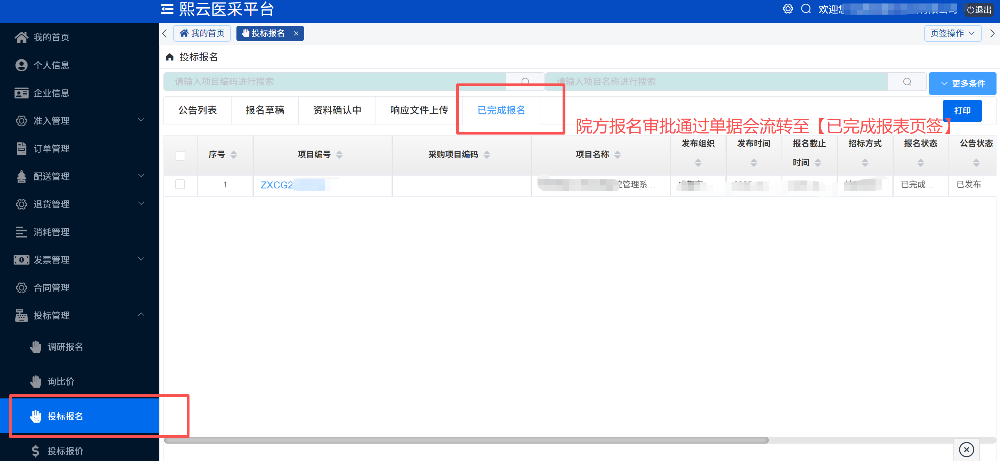 熙云医采平台
欢迎您
有限公司
退出
我的首页
个人信息
企业信息
准入管理
订单管理
配送管理
退货管理
消耗管理
发票管理
合同管理
投标管理
调研报名
询比价
投标报名
投标报价
我的首页
投标报名
页签操作
投标报名
请输入项目编码进行搜索
请输入项目名称进行搜索
更多条件
公告列表
报名草稿
资料确认中
响应文件上传
已完成报名
打印
院方报名审批通过单据会流转至【已完成报表页签】
序号
项目编号
采购项目编码
项目名称
发布组织
发布时间
报名截止
时间
招标方式
报名状态
公告状态
1
ZXCG2
控管理系...
已完成...
已发布